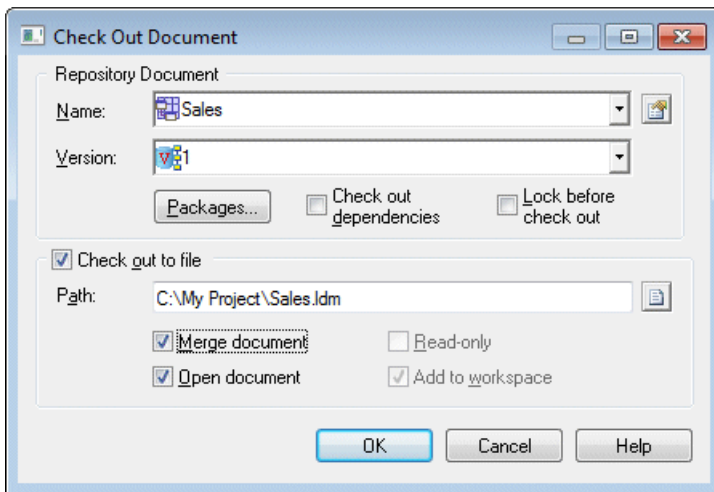 Check Out Document
Repository Document
Name: Sales
Version: 1
Packages... Check out dependencies Lock before check out
Check out to file
Path: C:\My Project\Sales.ldm
Merge document Read-only
Open document Add to workspace
OK Cancel Help